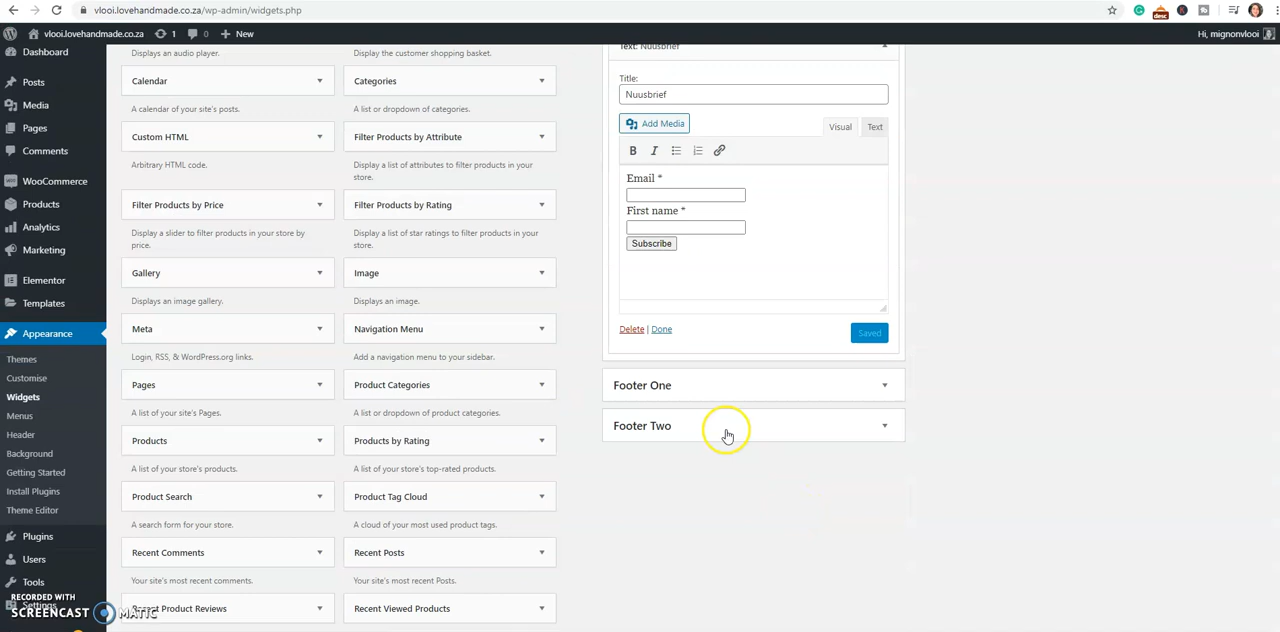 vlooi.lovehandmade.co.za/wp-admin/widgets.php
desc
vlooi.lovehandmade.co.za 1 0 New Hi, mignonvlooi
Dashboard
Posts
Media
Pages
Comments
WooCommerce
Products
Analytics
Marketing
Elementor
Templates
Appearance
Themes
Customise
Widgets
Menus
Header
Background
Getting Started
Install Plugins
Theme Editor
Plugins
Users
Tools
Settings
RECORDED WITH
SCREENCAST MATIC
Displays an audio player. Display the customer shopping basket.
Calendar Categories
A calendar of your site's posts. A list or dropdown of categories.
Custom HTML Filter Products by Attribute
Arbitrary HTML code. Display a list of attributes to filter products in your
store.
Filter Products by Price Filter Products by Rating
Display a slider to filter products in your store by Display a list of star ratings to filter products in your
price. store.
Gallery Image
Displays an image gallery. Displays an image.
Meta Navigation Menu
Login, RSS, & WordPress.org links. Add a navigation menu to your sidebar.
Pages Product Categories
A list of your site's Pages. A list or dropdown of product categories.
Products Products by Rating
A list of your store's products. A list of your store's top-rated products.
Product Search Product Tag Cloud
A search form for your store. A cloud of your most used product tags.
Recent Comments Recent Posts
Your site's most recent comments. Your site's most recent Posts.
Recent Product Reviews Recent Viewed Products
Text: Nuusbrief
Title:
Nuusbrief
Add Media Visual Text
B I
Email *
First name *
Subscribe
Delete | Done Saved
Footer One
Footer Two